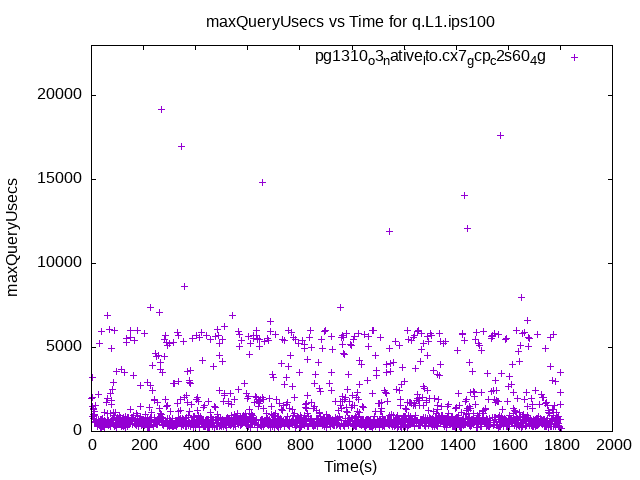 maxQueryUsecs vs Time for q.L1.ips100
pg1310o3native_lto.cx7gcpc2s604g
20000
15000
10000
5000
0
maxQueryUsecs
0 200 400 600 800 1000 1200 1400 1600 1800 2000
Time(s)